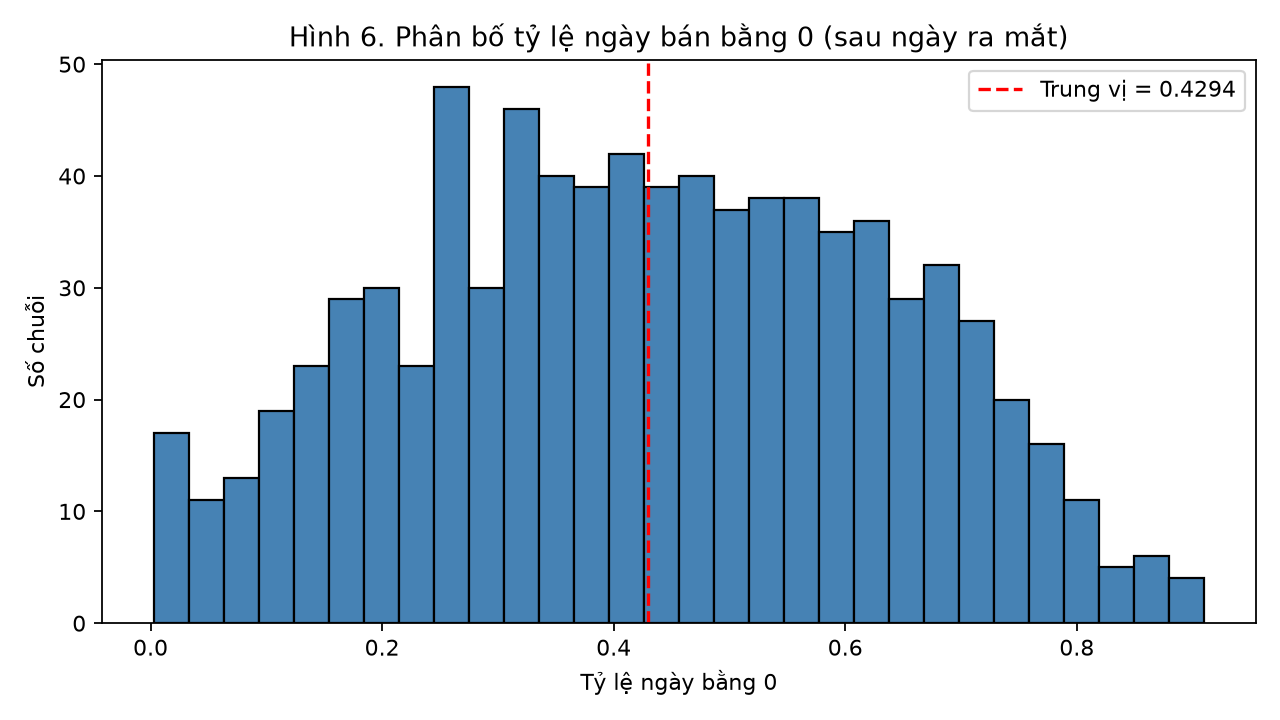 Hình 6. Phân bố tỷ lệ ngày bán bằng 0 (sau ngày ra mắt)
Trung vị = 0.4294
Số chuỗi
50
40
30
20
10
0
0.0 0.2 0.4 0.6 0.8
Tỷ lệ ngày bằng 0